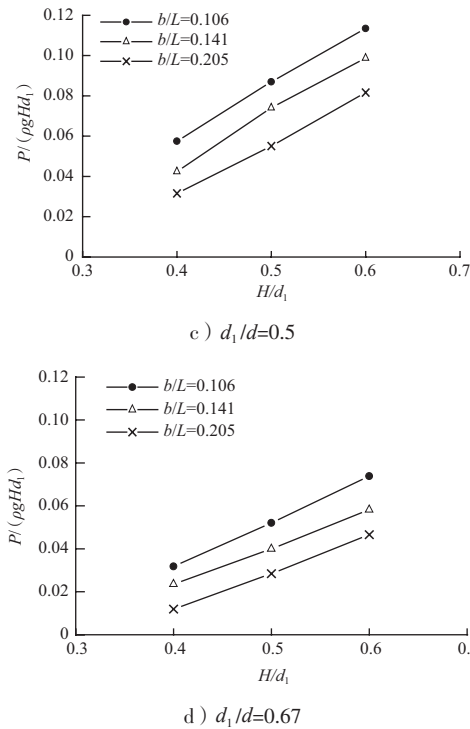 0.12
b/L=0.106
b/L=0.141
b/L=0.205
0.10
0.08
0.06
0.04
0.02
0
P/(ρgHd₁)
0.3 0.4 0.5 0.6 0.7
H/d₁
c）d₁/d=0.5
0.12
b/L=0.106
b/L=0.141
b/L=0.205
0.10
0.08
0.06
0.04
0.02
0
P/(ρgHd₁)
0.3 0.4 0.5 0.6 0.
H/d₁
d）d₁/d=0.67